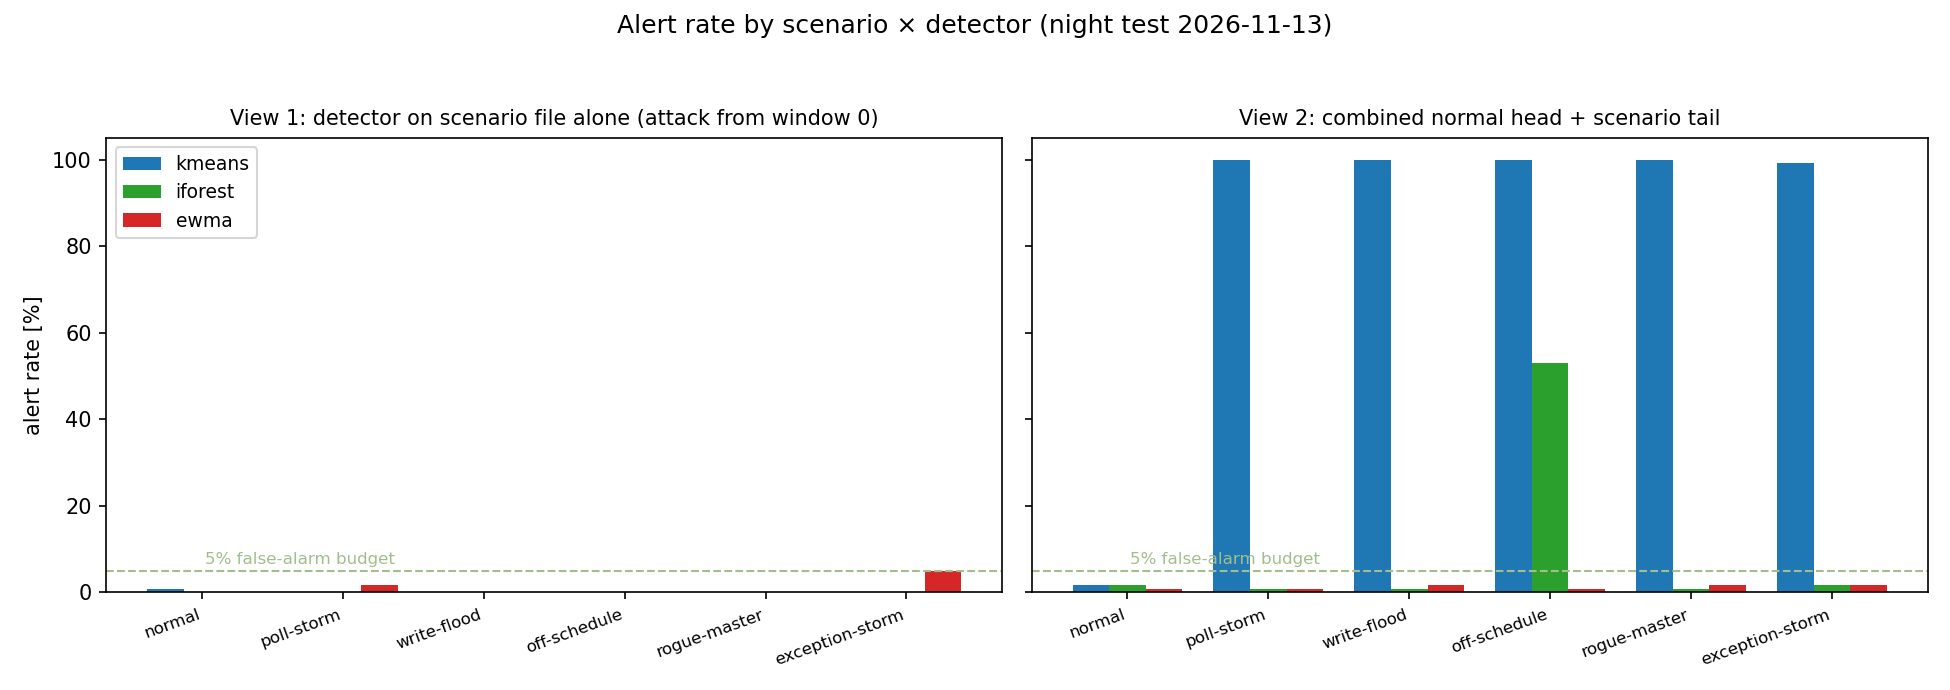 Alert rate by scenario × detector (night test 2026-11-13)
View 1: detector on scenario file alone (attack from window 0)
alert rate [%]
100
80
60
40
20
0
kmeans
iforest
ewma
5% false-alarm budget
normal
poll-storm
write-flood
off-schedule
rogue-master
exception-storm
View 2: combined normal head + scenario tail
5% false-alarm budget
normal
poll-storm
write-flood
off-schedule
rogue-master
exception-storm